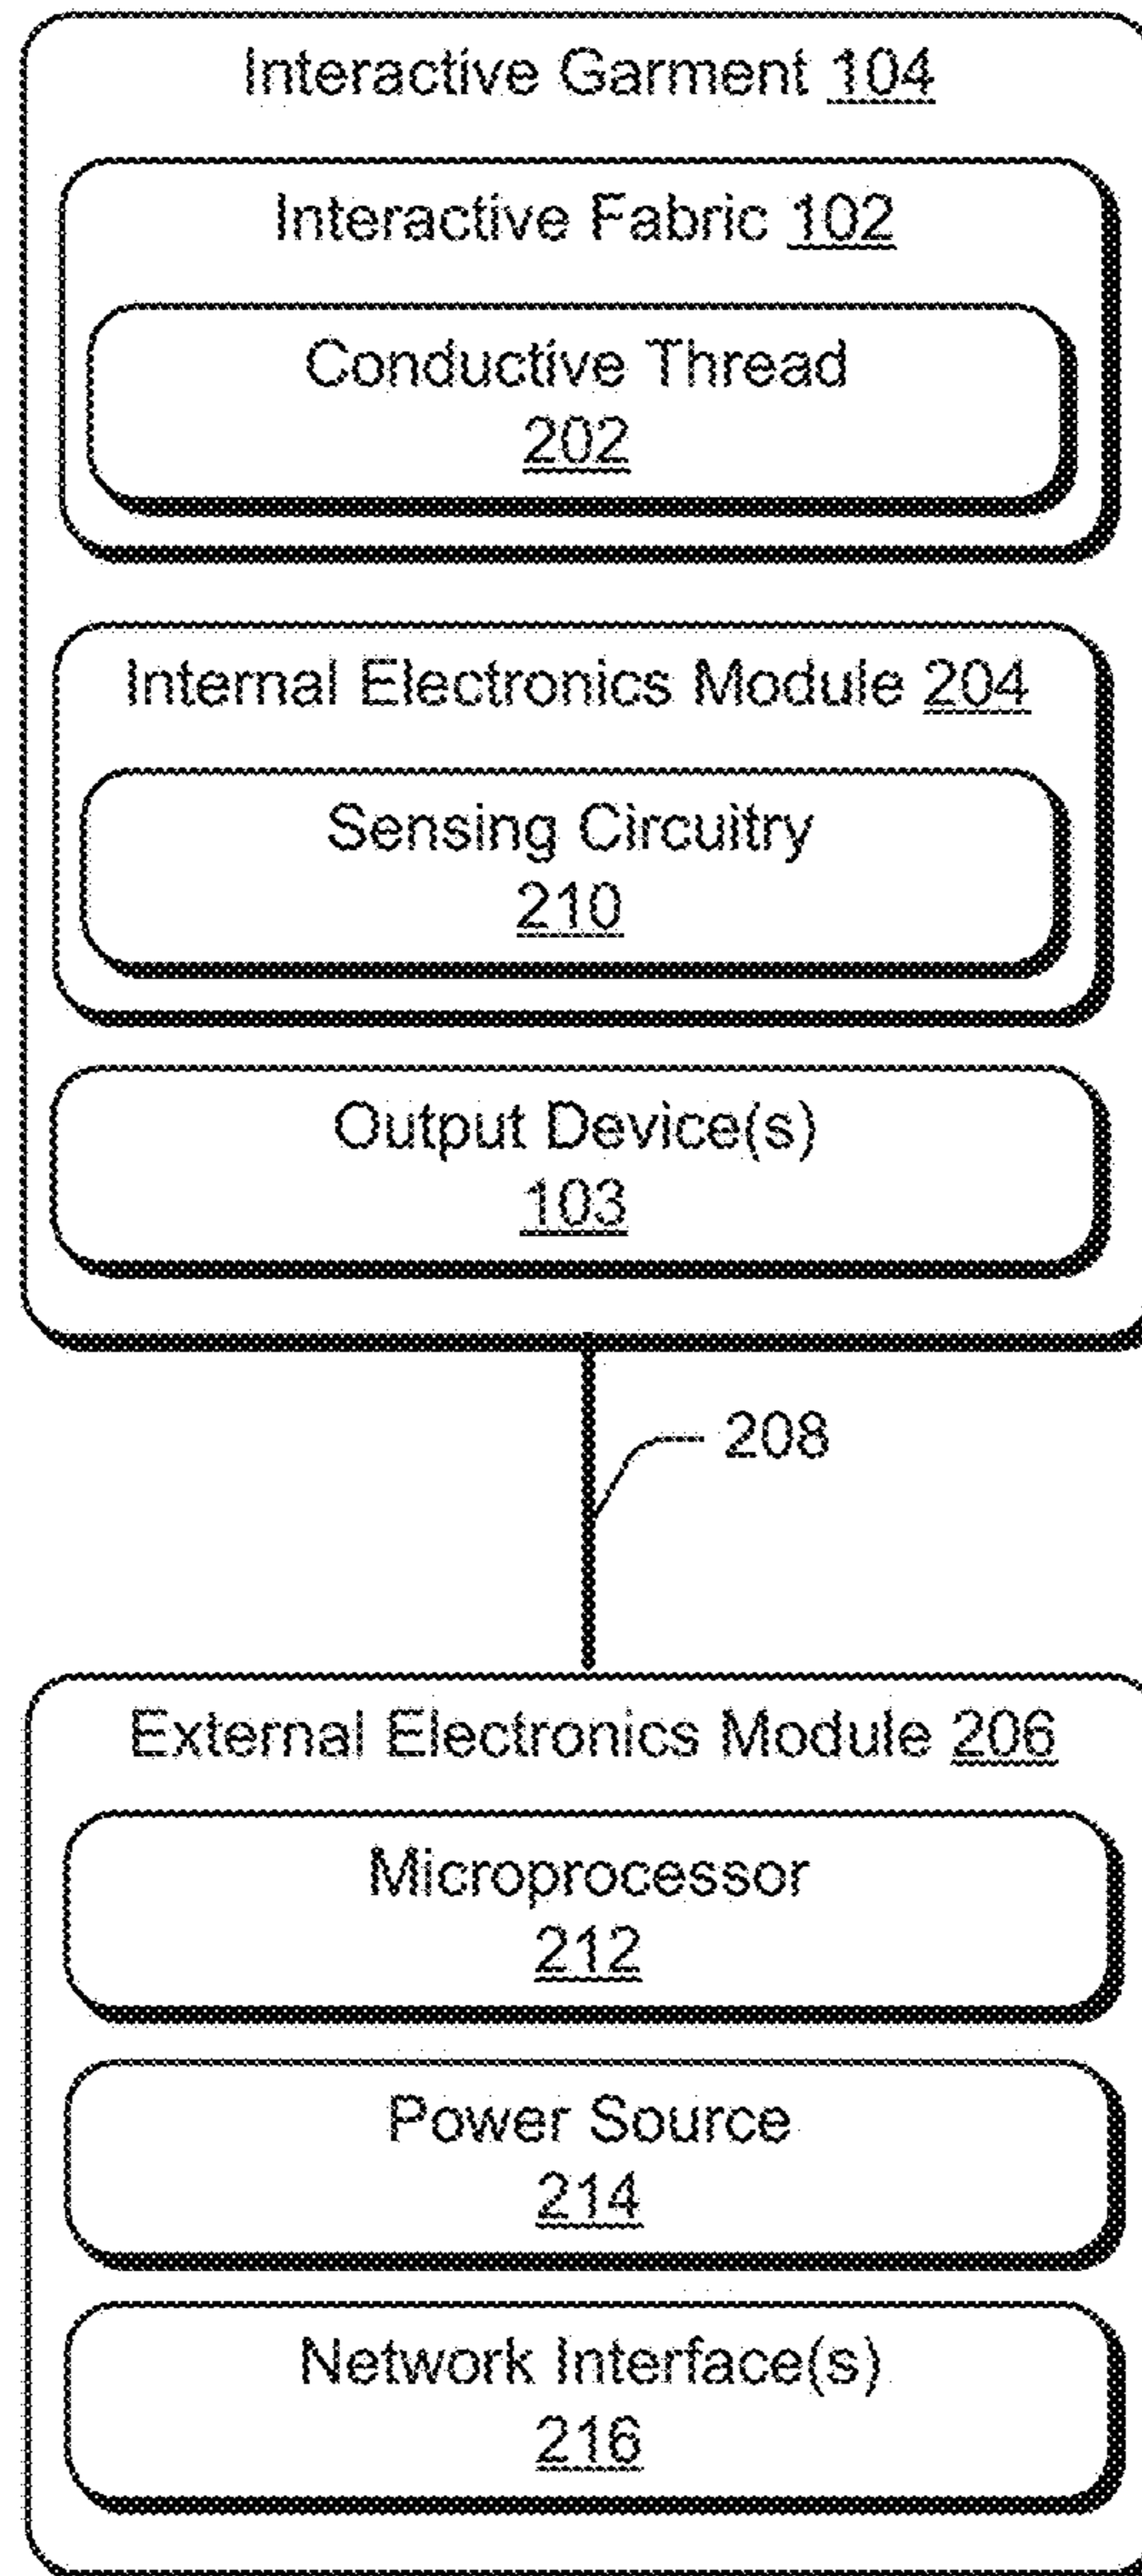 Interactive Garment 104
Interactive Fabric 102
Conductive Thread
202
Internal Electronics Module 204
Sensing Circuitry
210
Output Device(s)
103
208
External Electronics Module 206
Microprocessor
212
Power Source
214
Network Interface(s)
216